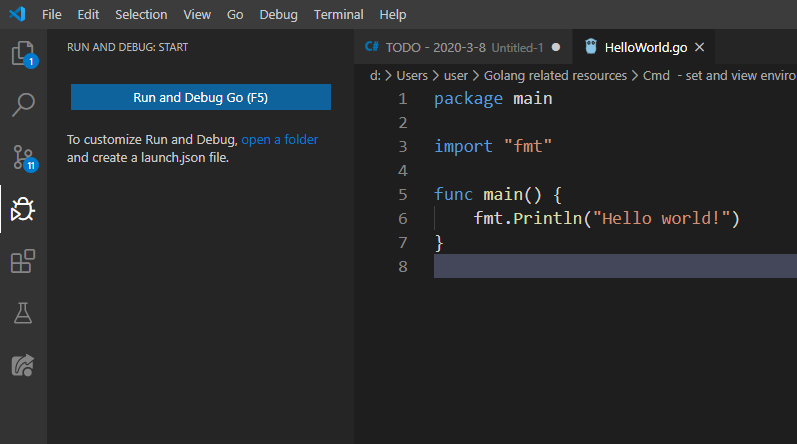 File Edit Selection View Go Debug Terminal Help
RUN AND DEBUG: START
Run and Debug Go (F5)
To customize Run and Debug, open a folder
and create a launch.json file.
1
11
C# TODO - 2020-3-8 Untitled-1
HelloWorld.go
d: > Users > user > Golang related resources > Cmd - set and view enviro
1 package main
2
3 import "fmt"
4
5 func main() {
6 fmt.Println("Hello world!")
7 }
8